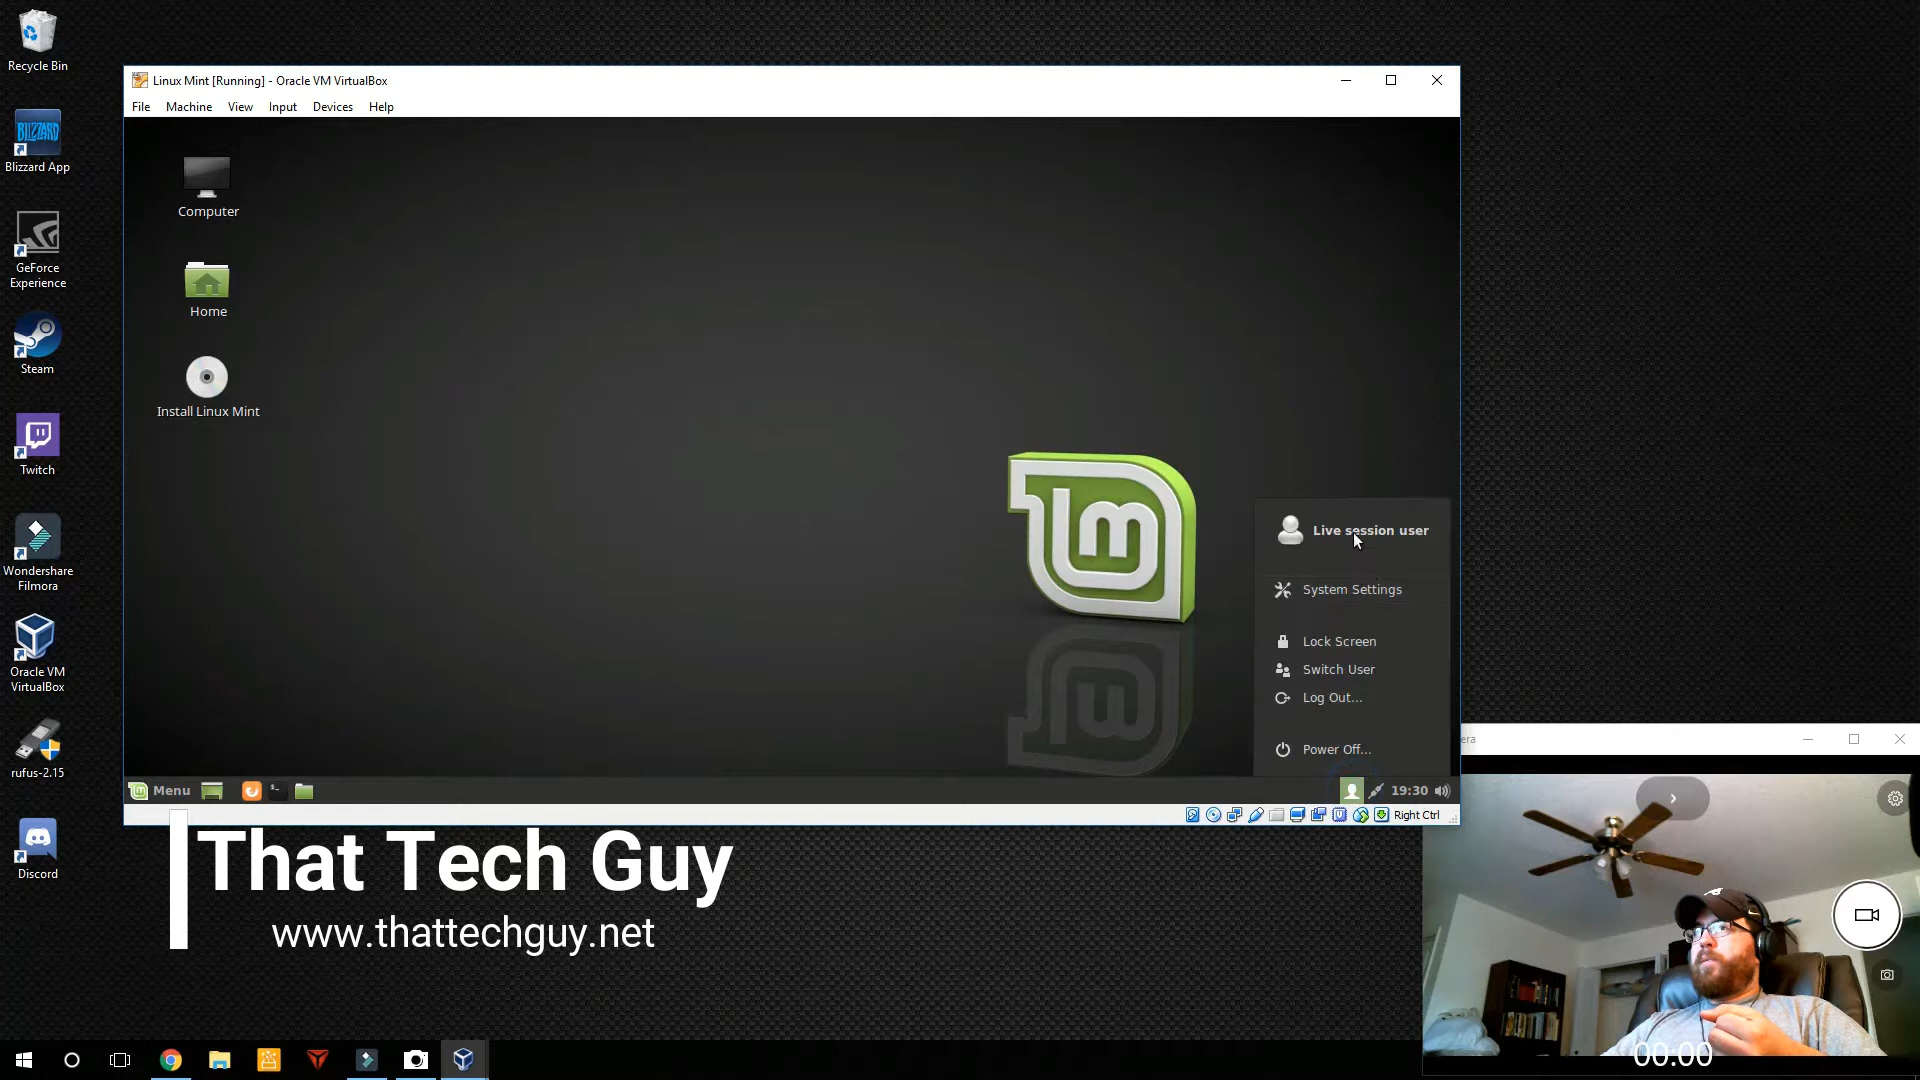 Recycle Bin
Blizzard App
GeForce
Experience
Steam
Twitch
Wondershare
Filmora
Oracle VM
VirtualBox
rufus-2.15
Discord
Linux Mint [Running] - Oracle VM VirtualBox
File Machine View Input Devices Help
Computer
Home
Install Linux Mint
Live session user
System Settings
Lock Screen
Switch User
Log Out...
Power Off...
Menu
19:30
Right Ctrl
That Tech Guy
www.thattechguy.net
00:00